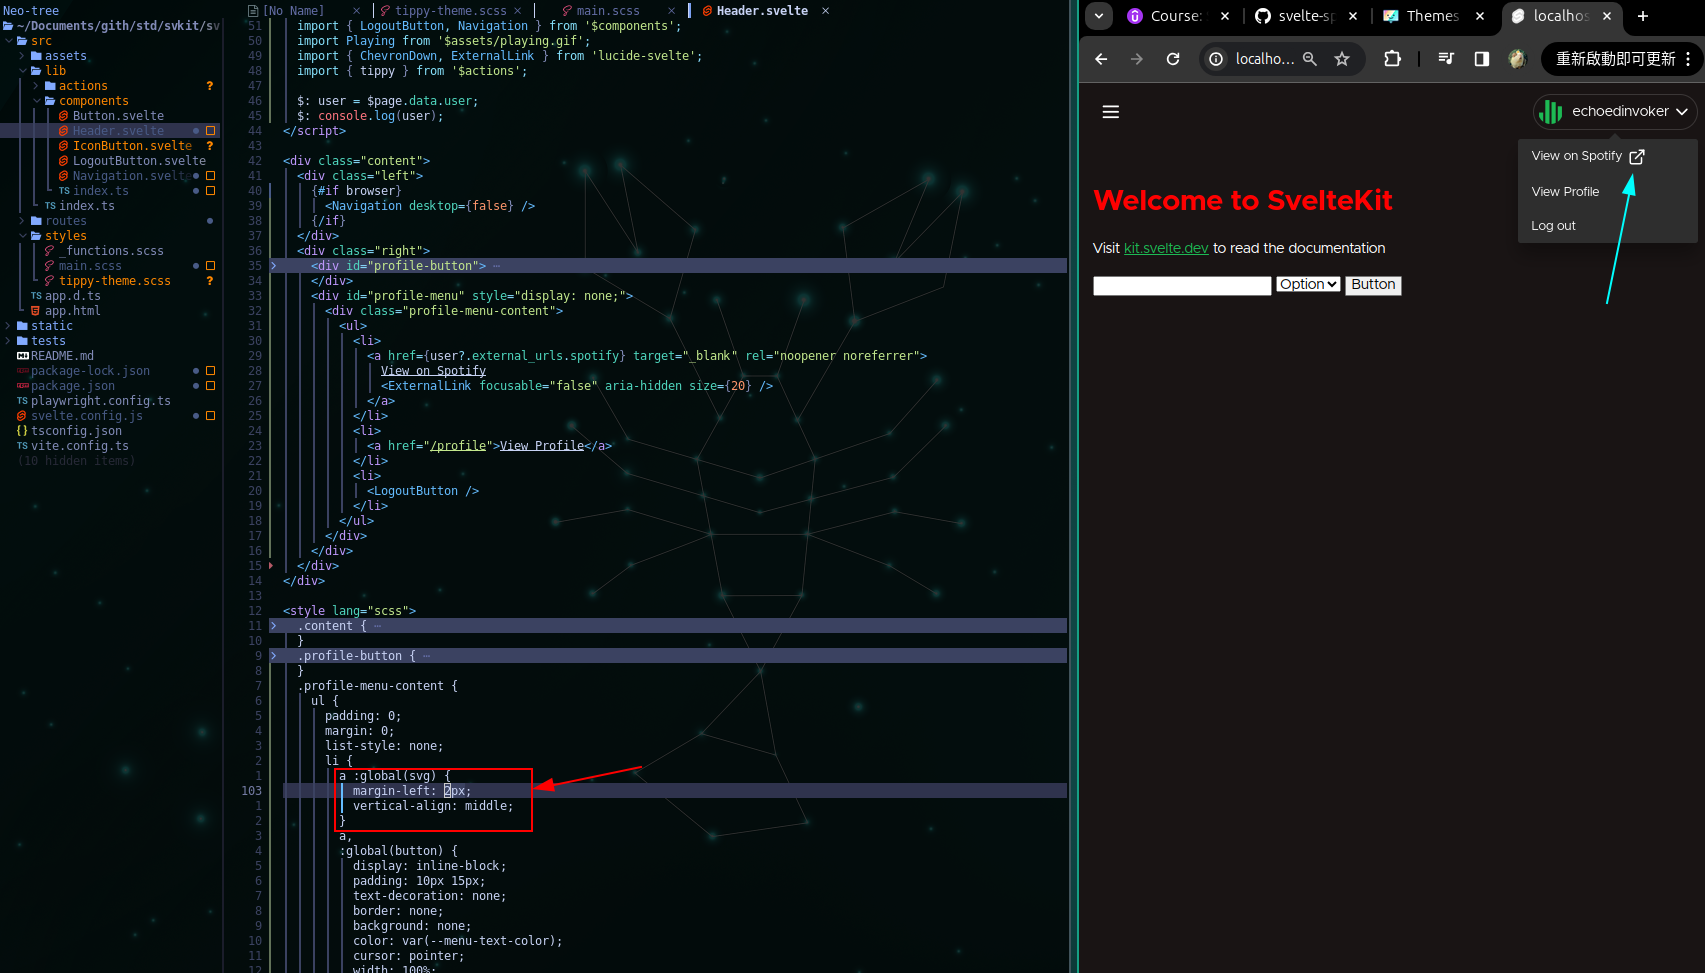 Neo-tree
~/Documents/gith/std/svkit/sv
src
assets
lib
actions ?
components
Button.svelte
Header.svelte
IconButton.svelte ?
LogoutButton.svelte
Navigation.svelte
index.ts
index.ts
routes
styles
_functions.scss
main.scss
tippy-theme.scss ?
app.d.ts
app.html
static
tests
README.md
package-lock.json
package.json
playwright.config.ts
svelte.config.js
tsconfig.json
vite.config.ts
(10 hidden items)
[No Name] × tippy-theme.scss × main.scss × Header.svelte ×
51 import { LogoutButton, Navigation } from '$components';
50 import Playing from '$assets/playing.gif';
49 import { ChevronDown, ExternalLink } from 'lucide-svelte';
48 import { tippy } from '$actions';
47
46 $: user = $page.data.user;
45 $: console.log(user);
44 </script>
43
42 <div class="content">
41 <div class="left">
40 {#if browser}
39 <Navigation desktop={false} />
38 {/if}
37 </div>
36 <div class="right">
35 <div id="profile-button"> ⋯
34 </div>
33 <div id="profile-menu" style="display: none;">
32 <div class="profile-menu-content">
31 <ul>
30 <li>
29 <a href={user?.external_urls.spotify} target="_blank" rel="noopener noreferrer">
28 View on Spotify
27 <ExternalLink focusable="false" aria-hidden size={20} />
26 </a>
25 </li>
24 <li>
23 <a href="/profile">View Profile</a>
22 </li>
21 <li>
20 <LogoutButton />
19 </li>
18 </ul>
17 </div>
16 </div>
15 </div>
14 </div>
13
12 <style lang="scss">
11 .content { ⋯
10 }
9 .profile-button { ⋯
8 }
7 .profile-menu-content {
6 ul {
5 padding: 0;
4 margin: 0;
3 list-style: none;
2 li {
1 a :global(svg) {
103 margin-left: 2px;
1 vertical-align: middle;
2 }
3 a,
4 :global(button) {
5 display: inline-block;
6 padding: 10px 15px;
7 text-decoration: none;
8 border: none;
9 background: none;
10 color: var(--menu-text-color);
11 cursor: pointer;
12 width: 100%;
Course: × svelte-sp × Themes × localhos ×
localho... 重新啟動即可更新
echoedinvoker
View on Spotify
View Profile
Log out
Welcome to SvelteKit
Visit kit.svelte.dev to read the documentation
Option Button